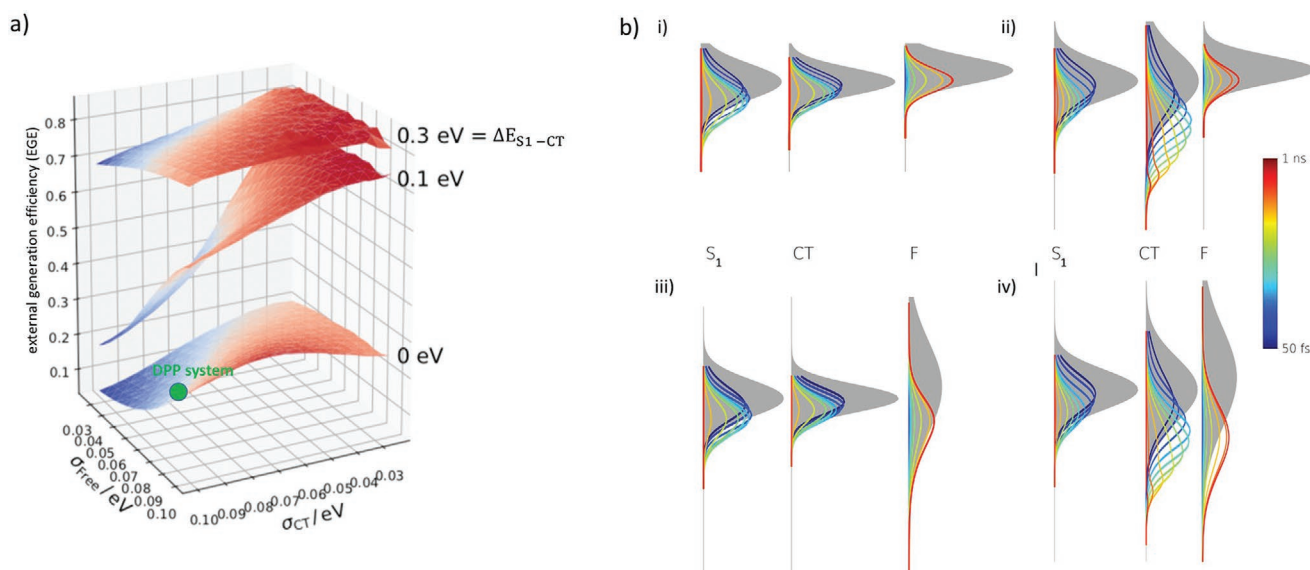 a)
0.8
0.7
0.6
0.5
0.4
0.3
0.2
0.1
external generation efficiency (EGE)
0.3 eV = ΔE_S1−CT
0.1 eV
0 eV
DPP system
0.03
0.04
0.05
0.06
0.07
0.08
0.09
0.10
σ_Free / eV
0.10
0.09
0.08
0.07
0.06
0.05
0.04
0.03
σ_CT / eV
b)
i)
ii)
1 ns
50 fs
S₁ CT F
S₁ CT F
iii)
iv)